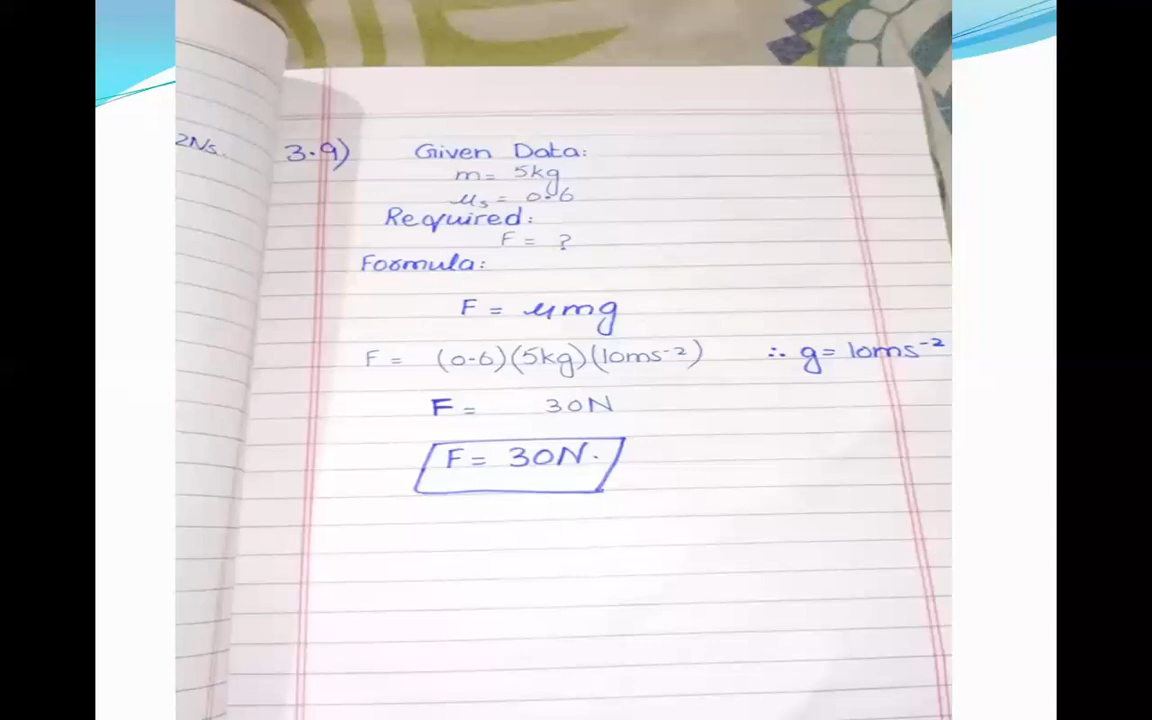 2Ns.
3.9) Given Data:
m = 5kg
μs = 0.6
Required:
F = ?
Formula:
F = μmg
F = (0.6)(5kg)(10ms⁻²) ∴ g = 10ms⁻²
F = 30N
F = 30N.